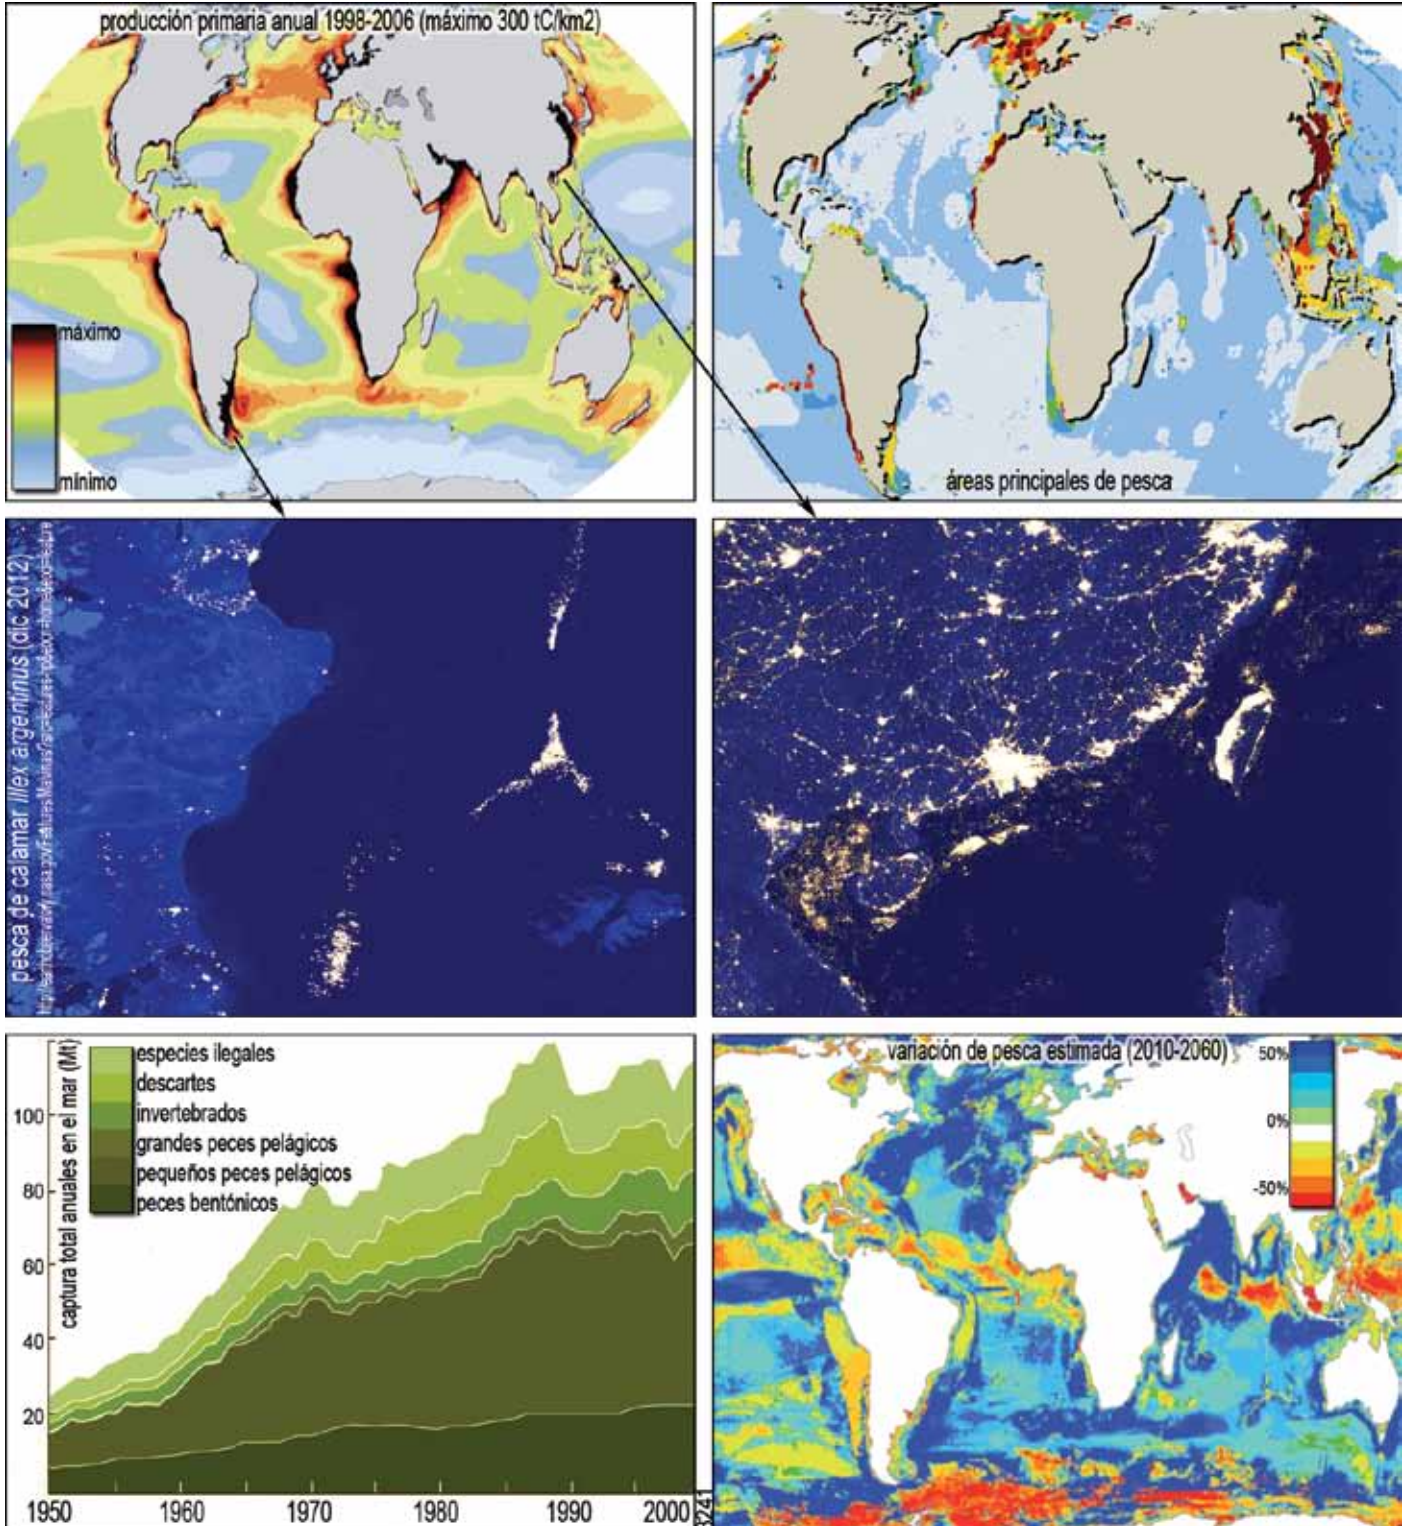 producción primaria anual 1998-2006 (máximo 300 tC/km2)
máximo
mínimo
áreas principales de pesca
pesca de calamar illex argentinus (dic 2012)
captura total anuales en el mar (Mt)
especies ilegales
descartes
invertebrados
grandes peces pelágicos
pequeños peces pelágicos
peces bentónicos
100
80
60
40
20
1950
1960
1970
1980
1990
2000
variación de pesca estimada (2010-2060)
50%
0%
-50%